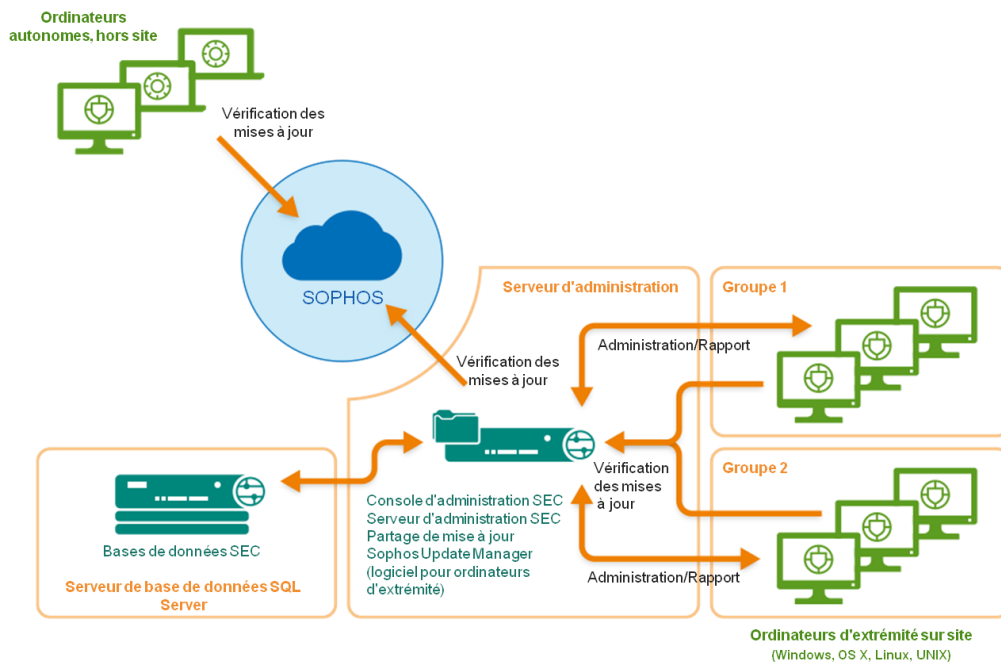 Ordinateurs
autonomes, hors site
Vérification des
mises à jour
SOPHOS
Serveur d'administration
Groupe 1
Administration/Rapport
Vérification des
mises à jour
Vérification
des mises
à jour
Groupe 2
Console d'administration SEC
Serveur d'administration SEC
Partage de mise à jour
Sophos Update Manager
(logiciel pour ordinateurs
d'extrémité)
Bases de données SEC
Serveur de base de données SQL
Server
Administration/Rapport
Ordinateurs d'extrémité sur site
(Windows, OS X, Linux, UNIX)